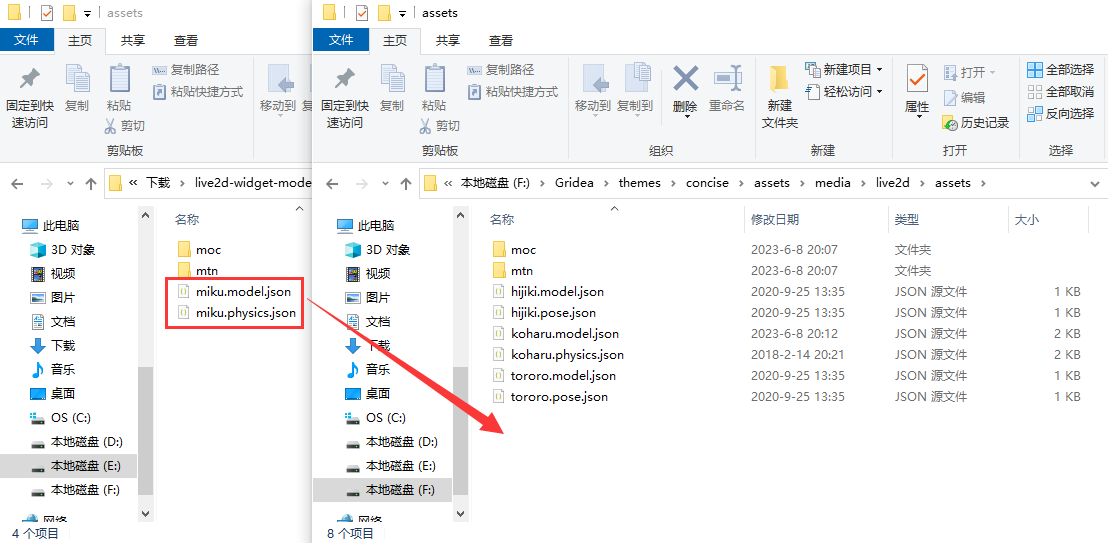 assets
文件
主页
共享
查看
固定到快
速访问
复制
粘贴
复制路径
粘贴快捷方式
剪切
剪贴板
移动到
下载
live2d-widget-mode
此电脑
3D 对象
视频
图片
文档
下载
音乐
桌面
OS (C:)
本地磁盘 (D:)
本地磁盘 (E:)
本地磁盘 (F:)
网络
名称
moc
mtn
miku.model.json
miku.physics.json
4 个项目
assets
文件
主页
共享
查看
固定到快
速访问
复制
粘贴
复制路径
粘贴快捷方式
剪切
剪贴板
移动到
复制到
删除
重命名
组织
新建
文件夹
新建项目
轻松访问
新建
属性
打开
编辑
历史记录
打开
全部选择
全部取消
反向选择
选择
« 本地磁盘 (F:) › Gridea › themes › concise › assets › media › live2d › assets ›
此电脑
3D 对象
视频
图片
文档
下载
音乐
桌面
OS (C:)
本地磁盘 (D:)
本地磁盘 (E:)
本地磁盘 (F:)
网络
名称 修改日期 类型 大小
moc 2023-6-8 20:07 文件夹
mtn 2023-6-8 20:07 文件夹
hijiki.model.json 2020-9-25 13:35 JSON 源文件 1 KB
hijiki.pose.json 2020-9-25 13:35 JSON 源文件 1 KB
koharu.model.json 2023-6-8 20:12 JSON 源文件 2 KB
koharu.physics.json 2018-2-14 20:21 JSON 源文件 2 KB
tororo.model.json 2020-9-25 13:35 JSON 源文件 1 KB
tororo.pose.json 2020-9-25 13:35 JSON 源文件 1 KB
8 个项目